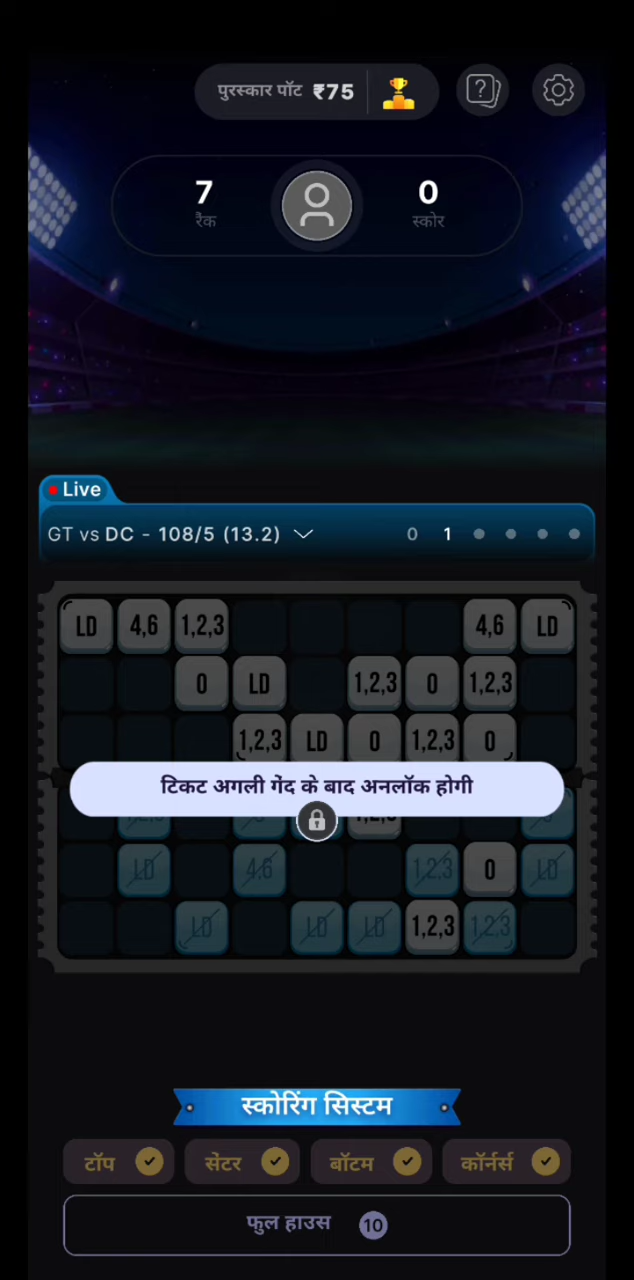 पुरस्कार पॉट ₹75
?
7 0
रैंक स्कोर
Live
GT vs DC - 108/5 (13.2) 0 1
LD 4,6 1,2,3 4,6 LD
0 LD 1,2,3 0 1,2,3
1,2,3 LD 0 1,2,3 0
टिकट अगली गेंद के बाद अनलॉक होगी
LD 4,6 1,2,3 0 LD
LD LD LD 1,2,3 1,2,3
स्कोरिंग सिस्टम
टॉप सेंटर बॉटम कॉर्नर्स
फुल हाउस 10